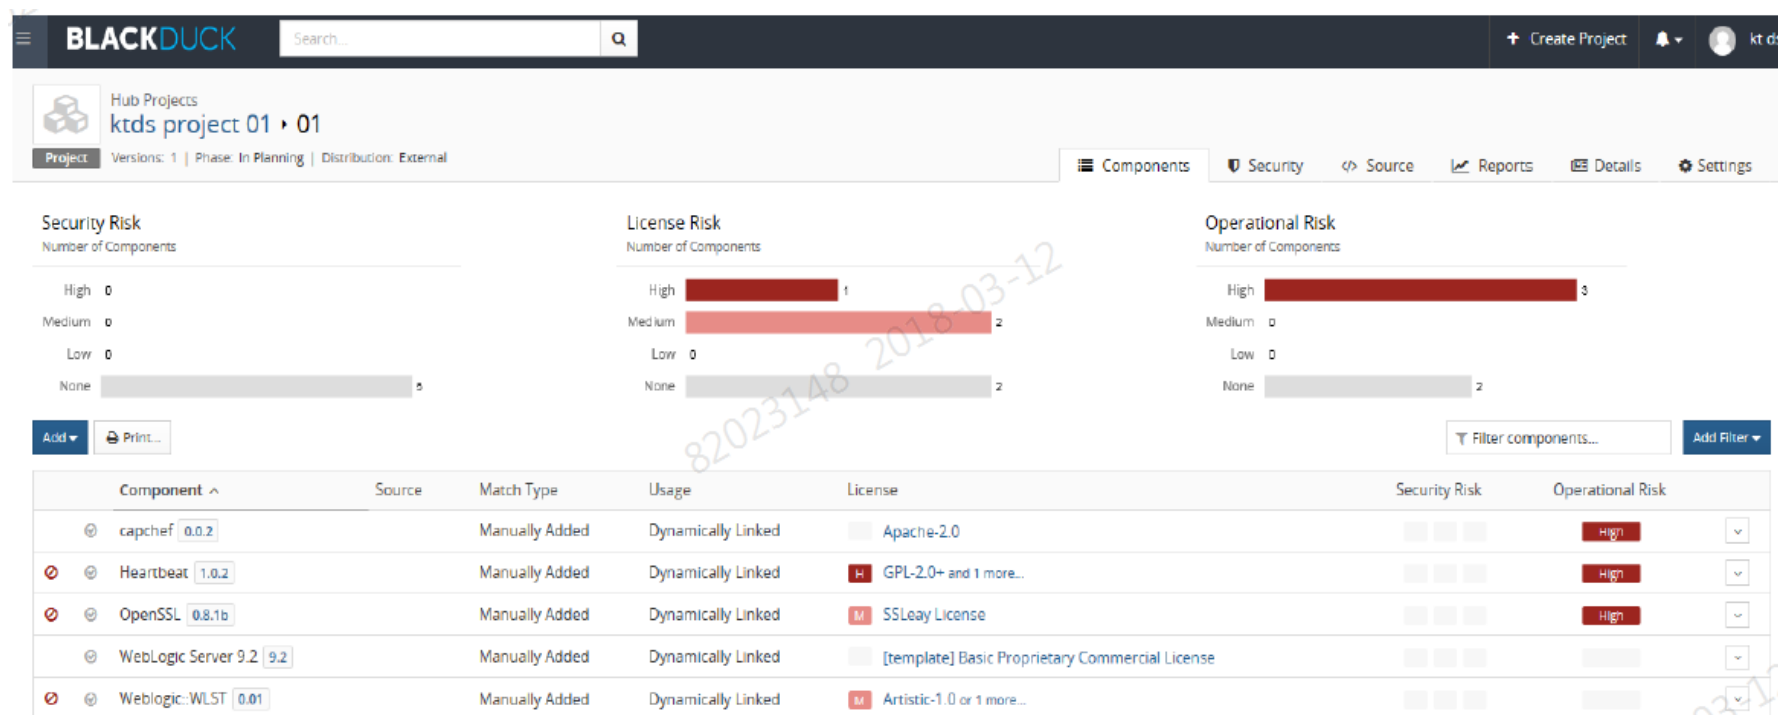 BLACKDUCK
Search...
Create Project
kt d
Hub Projects
ktds project 01 ▸ 01
Project
Versions: 1 | Phase: In Planning | Distribution: External
Components
Security
Source
Reports
Details
Settings
Security Risk
Number of Components
High 0
Medium 0
Low 0
None 5
License Risk
Number of Components
High 1
Medium 2
Low 0
None 2
Operational Risk
Number of Components
High 3
Medium 0
Low 0
None 2
82023148 2018-03-12
Add
Print...
Filter components...
Add Filter
Component Source Match Type Usage License Security Risk Operational Risk
capchef 0.0.2 Manually Added Dynamically Linked Apache-2.0 High
Heartbeat 1.0.2 Manually Added Dynamically Linked H GPL-2.0+ and 1 more... High
OpenSSL 0.8.1b Manually Added Dynamically Linked M SSLeay License High
WebLogic Server 9.2 9.2 Manually Added Dynamically Linked [template] Basic Proprietary Commercial License
Weblogic::WLST 0.01 Manually Added Dynamically Linked M Artistic-1.0 or 1 more...